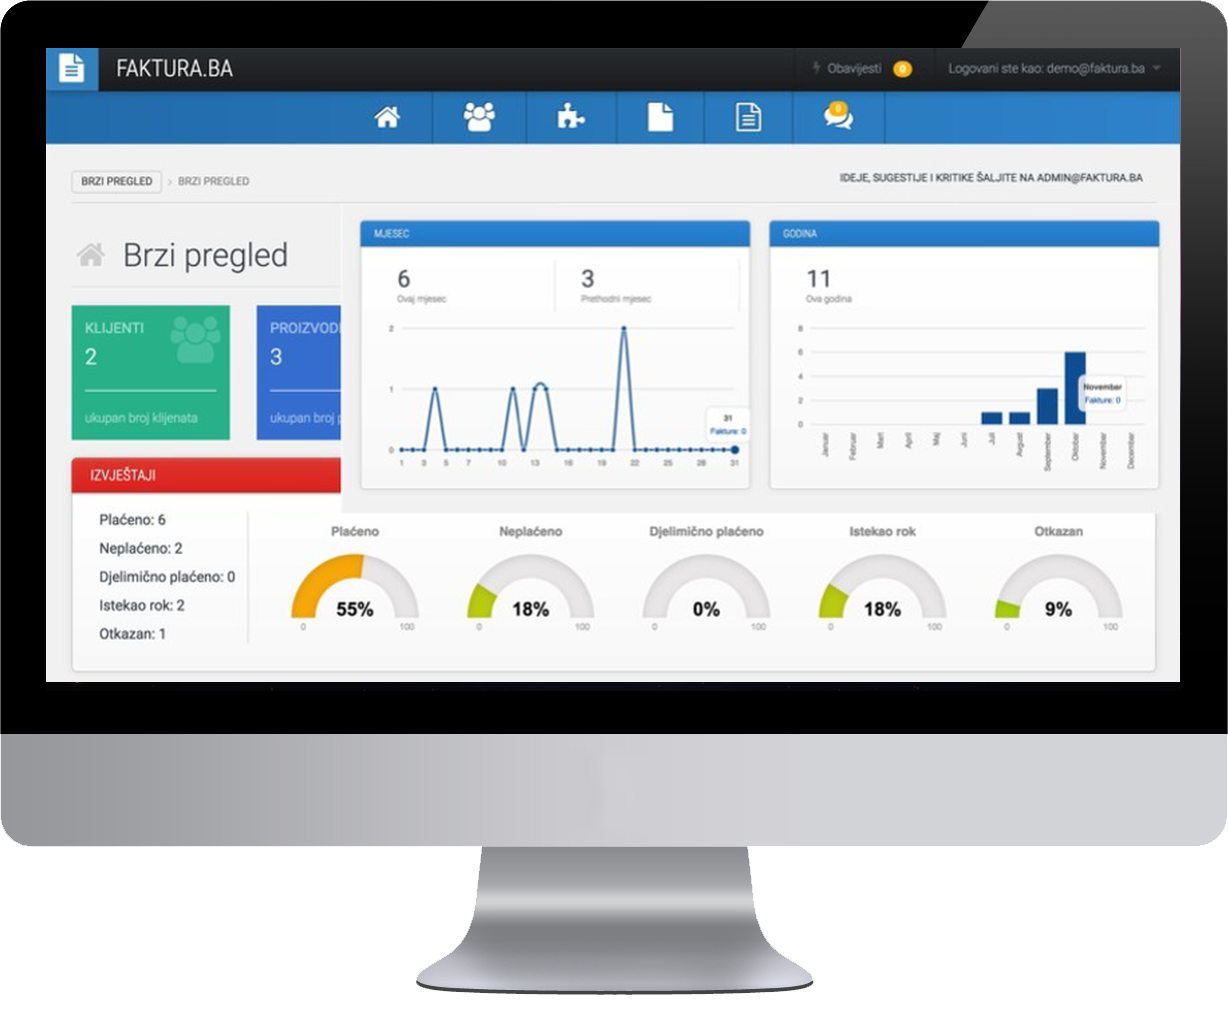 FAKTURA.BA
Obavijesti 0
Logovani ste kao: demo@faktura.ba
0
BRZI PREGLED › BRZI PREGLED
IDEJE, SUGESTIJE I KRITIKE ŠALJITE NA ADMIN@FAKTURA.BA
Brzi pregled
KLIJENTI
2
ukupan broj klijenata
PROIZVODI
3
ukupan broj
MJESEC
6
Ovaj mjesec
3
Prethodni mjesec
2
1
0
1 3 5 7 10 13 16 19 22 25 28 31
31
Fakture: 0
GODINA
11
Ova godina
8
6
4
2
0
Januar
Februar
Mart
April
Maj
Juni
Juli
Avgust
Septembar
Oktobar
Novembar
Decembar
Novembar
Fakture: 0
IZVJEŠTAJI
Plaćeno: 6
Neplaćeno: 2
Djelimično plaćeno: 0
Istekao rok: 2
Otkazan: 1
Plaćeno
55%
0 100
Neplaćeno
18%
0 100
Djelimično plaćeno
0%
0 100
Istekao rok
18%
0 100
Otkazan
9%
0 100